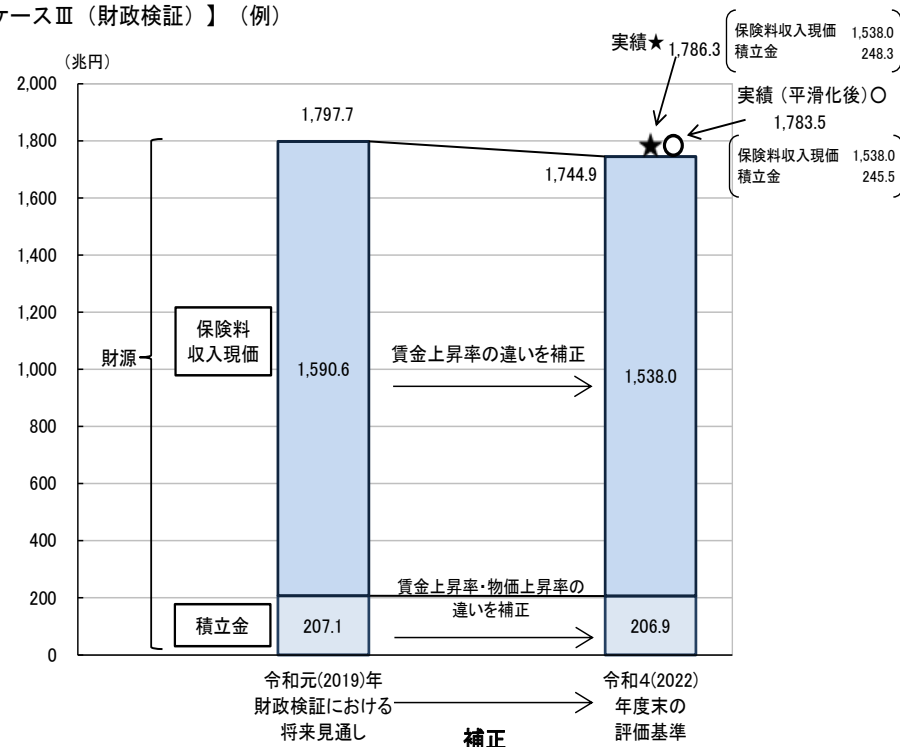 ケースⅢ（財政検証）】（例）
実績★ 1,786.3
保険料収入現価 1,538.0
積立金 248.3
実績（平滑化後）○
1,783.5
保険料収入現価 1,538.0
積立金 245.5
（兆円）
2,000
1,800
1,600
1,400
1,200
1,000
800
600
400
200
0
1,797.7
1,744.9
財源
保険料
収入現価
1,590.6
賃金上昇率の違いを補正
1,538.0
積立金
207.1
賃金上昇率・物価上昇率の
違いを補正
206.9
令和元(2019)年
財政検証における
将来見通し
補正
令和4(2022)
年度末の
評価基準